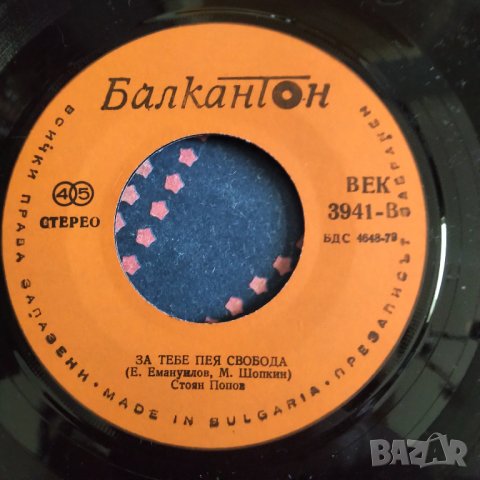 Балкантон
ВСИЧКИ ПРАВА ЗАПАЗЕНИ · MADE IN BULGARIA · ПРЕЗАПИСЪТ ЗАБРАНЕН
45
СТЕРЕО
ВЕК
3941-В
БДС 4648-79
ЗА ТЕБЕ ПЕЯ СВОБОДА
(Е. Емануилов, М. Шопкин)
Стоян Попов
BAZAR